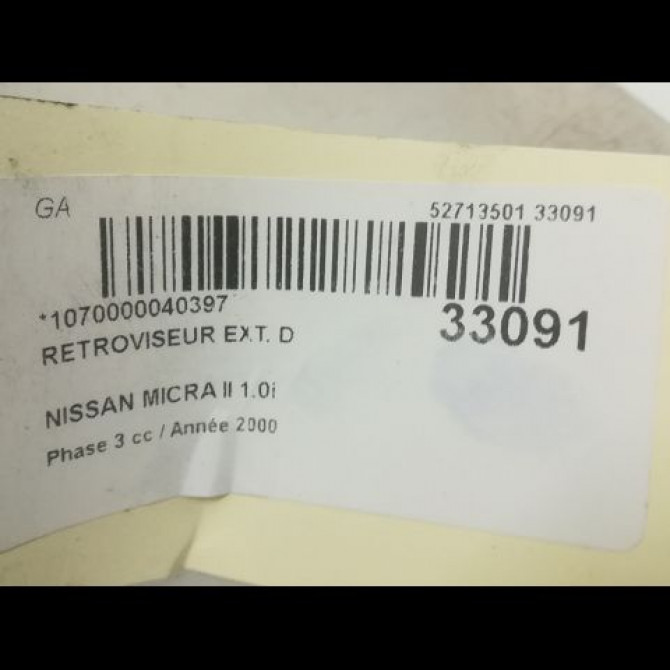 GA
52713501 33091
*1070000040397
33091
RETROVISEUR EXT. D
NISSAN MICRA II 1.0i
Phase 3 cc / Année 2000